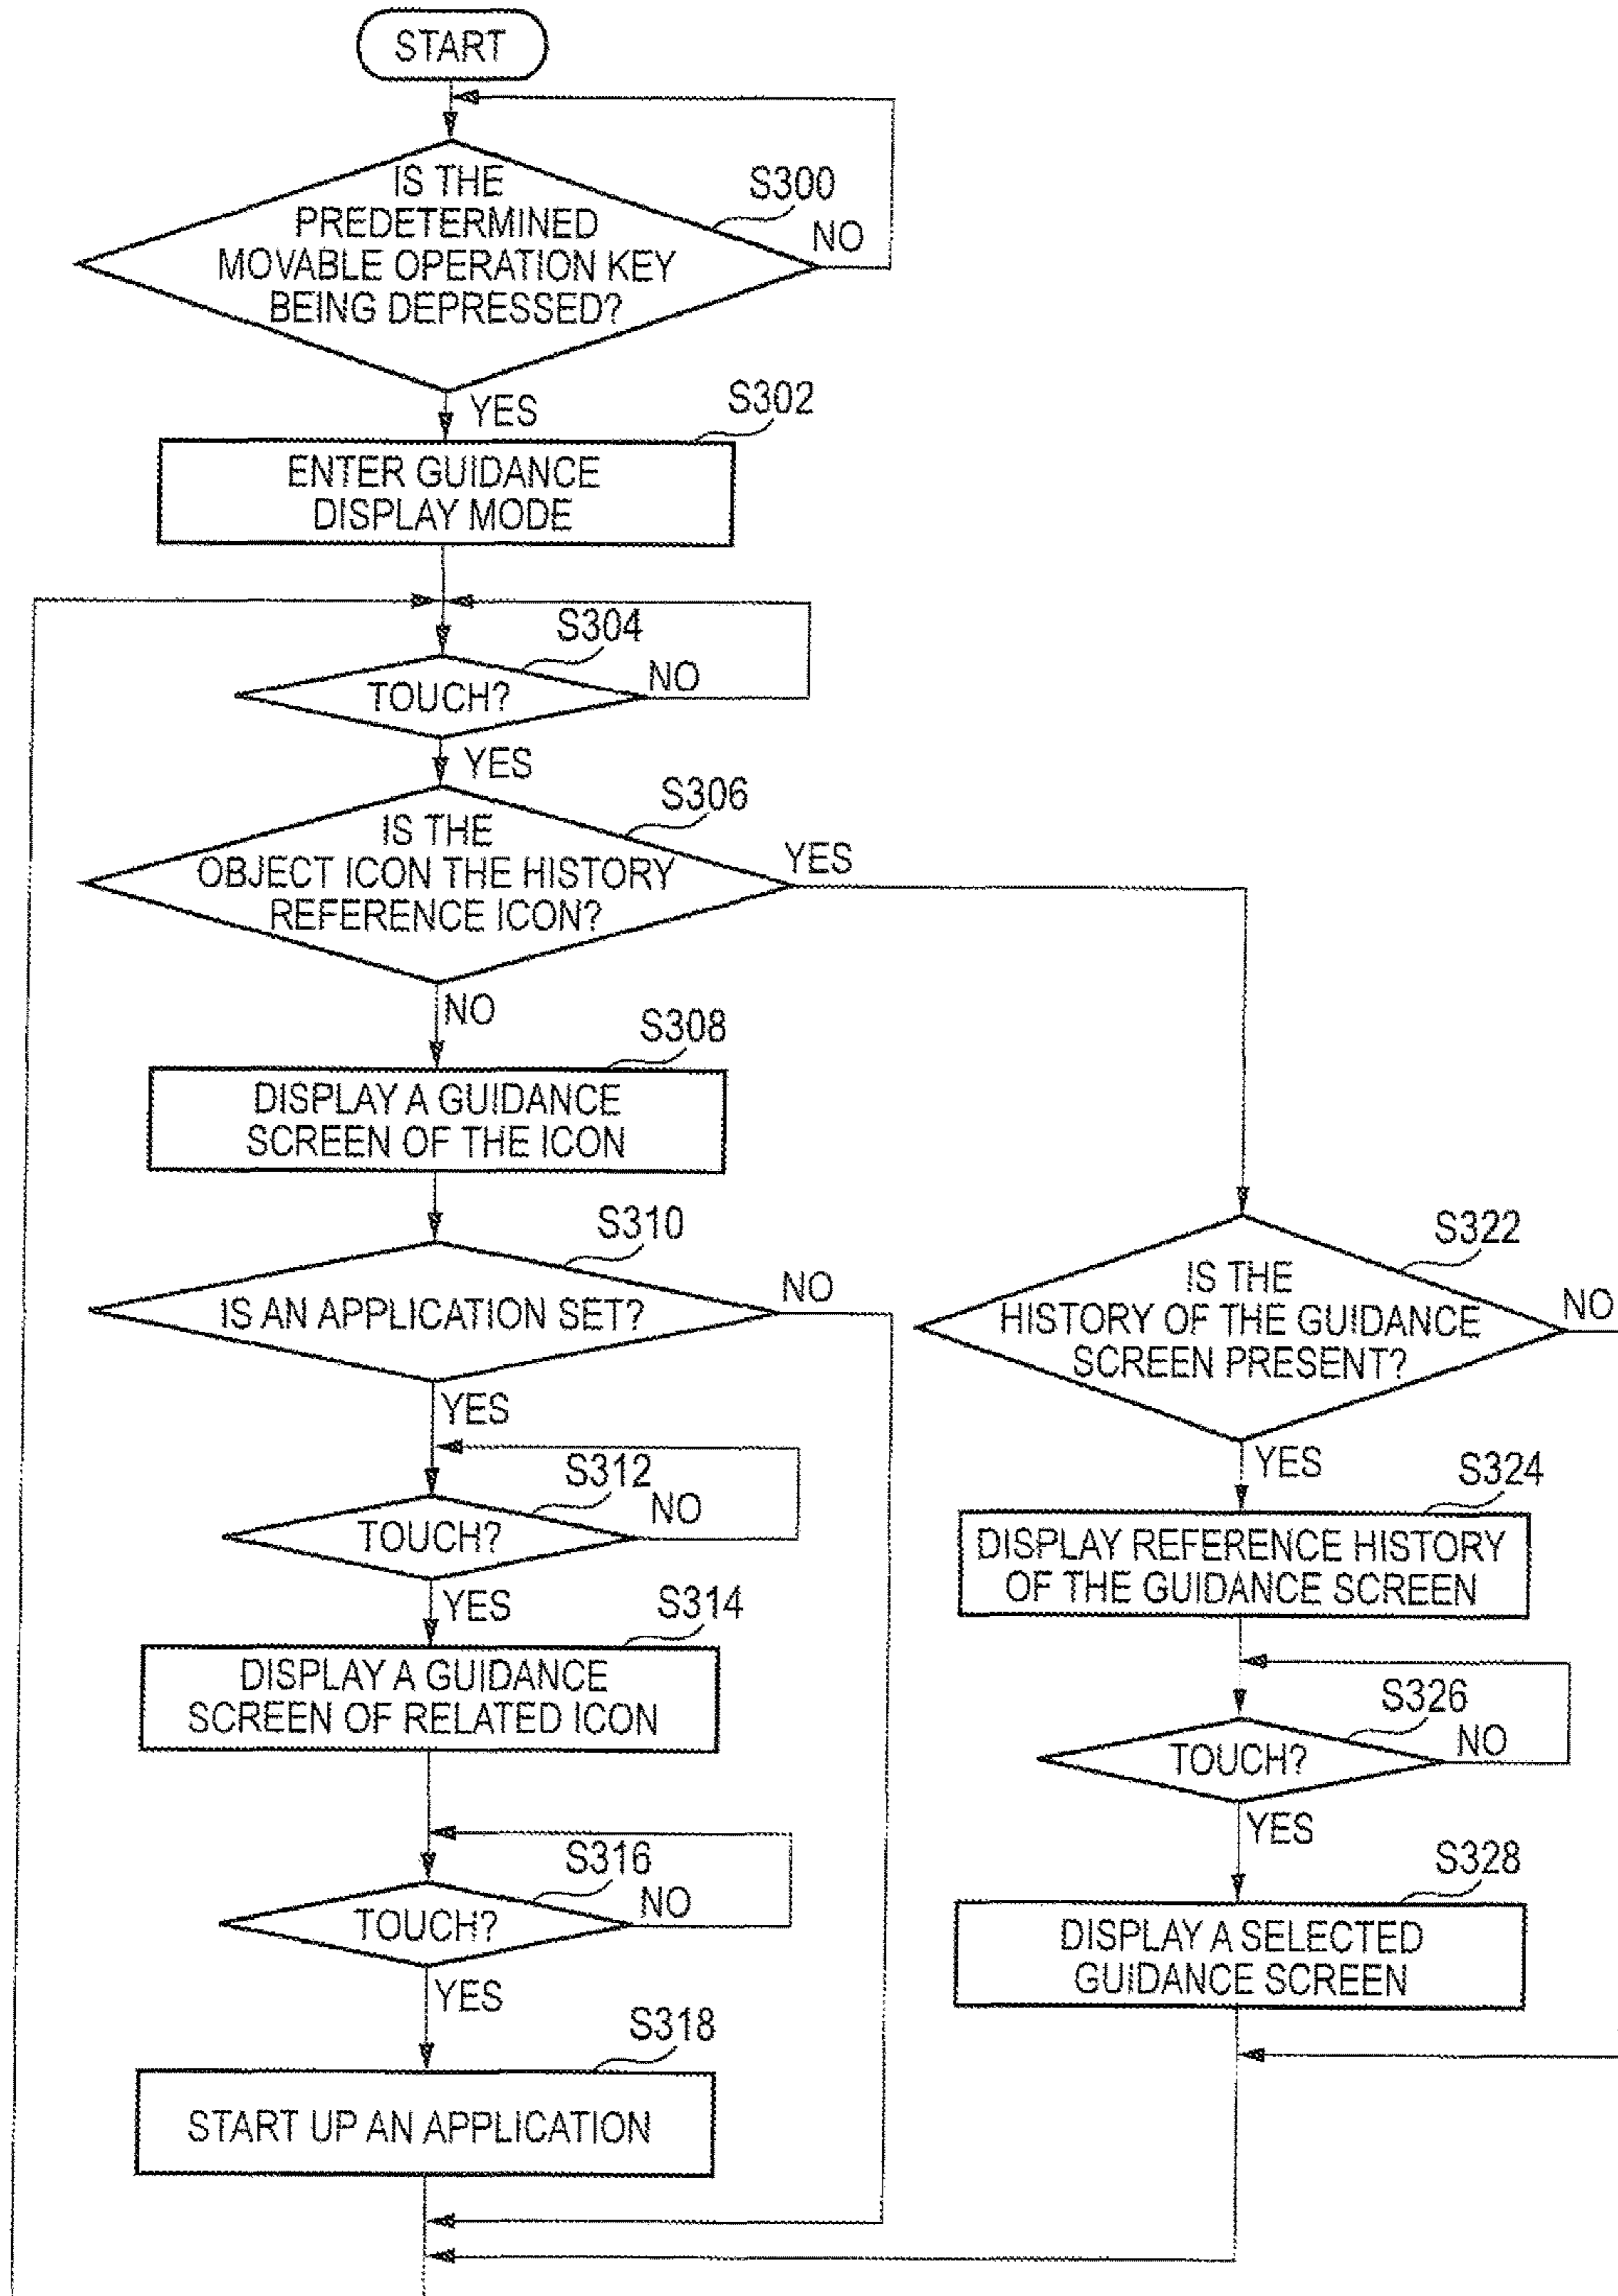 START
S300
IS THE
PREDETERMINED
MOVABLE OPERATION KEY
BEING DEPRESSED?
NO
YES
S302
ENTER GUIDANCE
DISPLAY MODE
S304
TOUCH?
NO
YES
S306
IS THE
OBJECT ICON THE HISTORY
REFERENCE ICON?
YES
NO
S308
DISPLAY A GUIDANCE
SCREEN OF THE ICON
S310
IS AN APPLICATION SET?
NO
YES
S312
TOUCH?
NO
YES
S314
DISPLAY A GUIDANCE
SCREEN OF RELATED ICON
S316
TOUCH?
NO
YES
S318
START UP AN APPLICATION
S322
IS THE
HISTORY OF THE GUIDANCE
SCREEN PRESENT?
NO
YES
S324
DISPLAY REFERENCE HISTORY
OF THE GUIDANCE SCREEN
S326
TOUCH?
NO
YES
S328
DISPLAY A SELECTED
GUIDANCE SCREEN